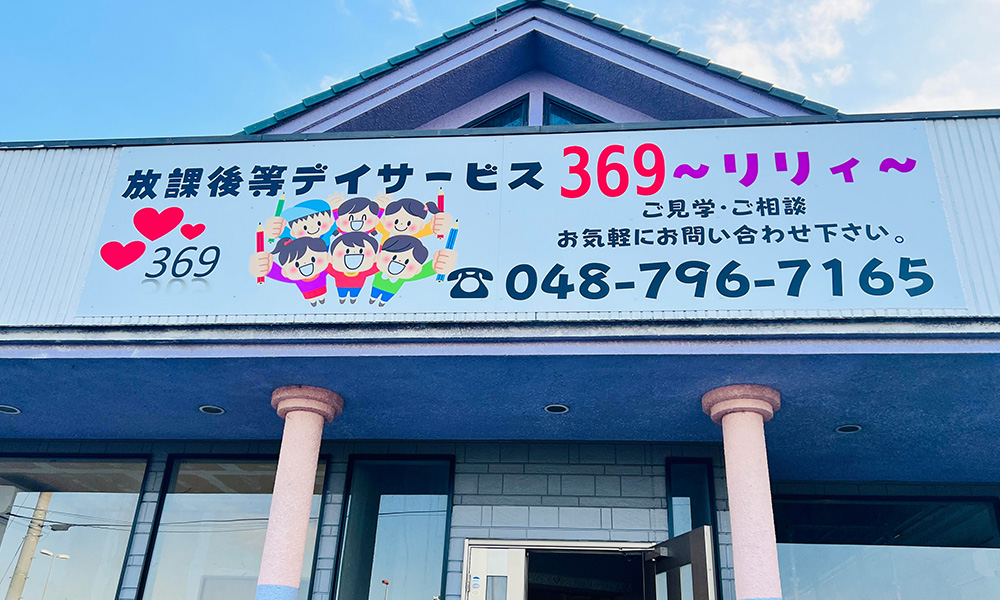 放課後等デイサービス 369～リリィ～
369
ご見学・ご相談
お気軽にお問い合わせ下さい。
☎048-796-7165